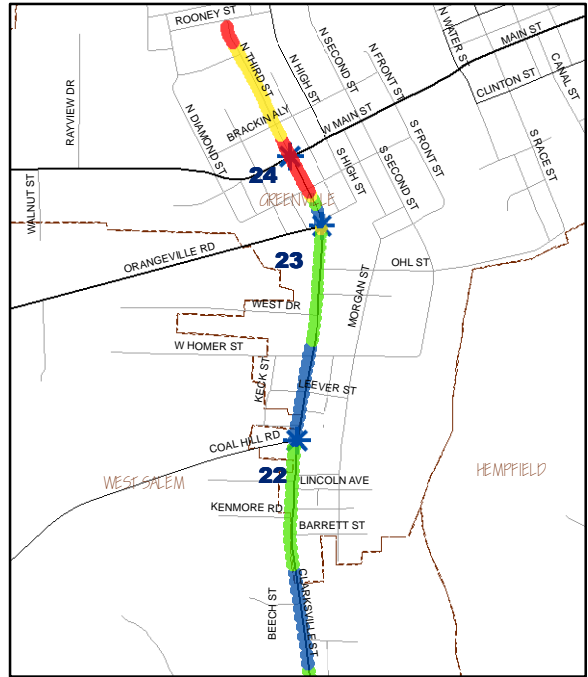 ROONEY ST
N THIRD ST
N HIGH ST
N SECOND ST
N FRONT ST
N WATER ST
MAIN ST
CANAL ST
CLINTON ST
RAYVIEW DR
BRACKIN ALY
W MAIN ST
N DIAMOND ST
S HIGH ST
S SECOND ST
S FRONT ST
S RACE ST
24
GREENVILLE
WALNUT ST
ORANGEVILLE RD
23
OHL ST
MORGAN ST
WEST DR
W HOMER ST
KECK ST
LEEVER ST
COAL HILL RD
22
WEST SALEM
LINCOLN AVE
HEMPFIELD
KENMORE RD
BARRETT ST
BEECH ST
CLARKSVILLE ST